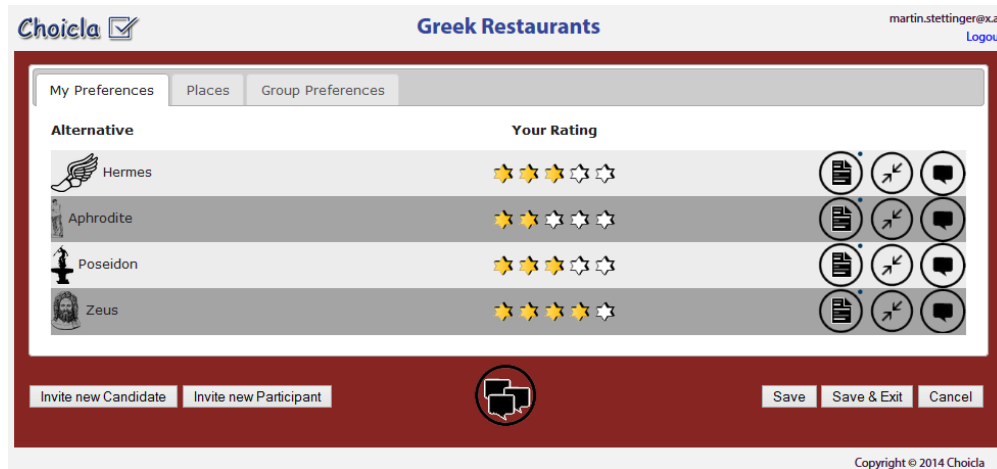 Choicla
Greek Restaurants
martin.stettinger@x.a
Logou
My Preferences Places Group Preferences
Alternative Your Rating
Hermes
Aphrodite
Poseidon
Zeus
Invite new Candidate Invite new Participant Save Save & Exit Cancel
Copyright © 2014 Choicla